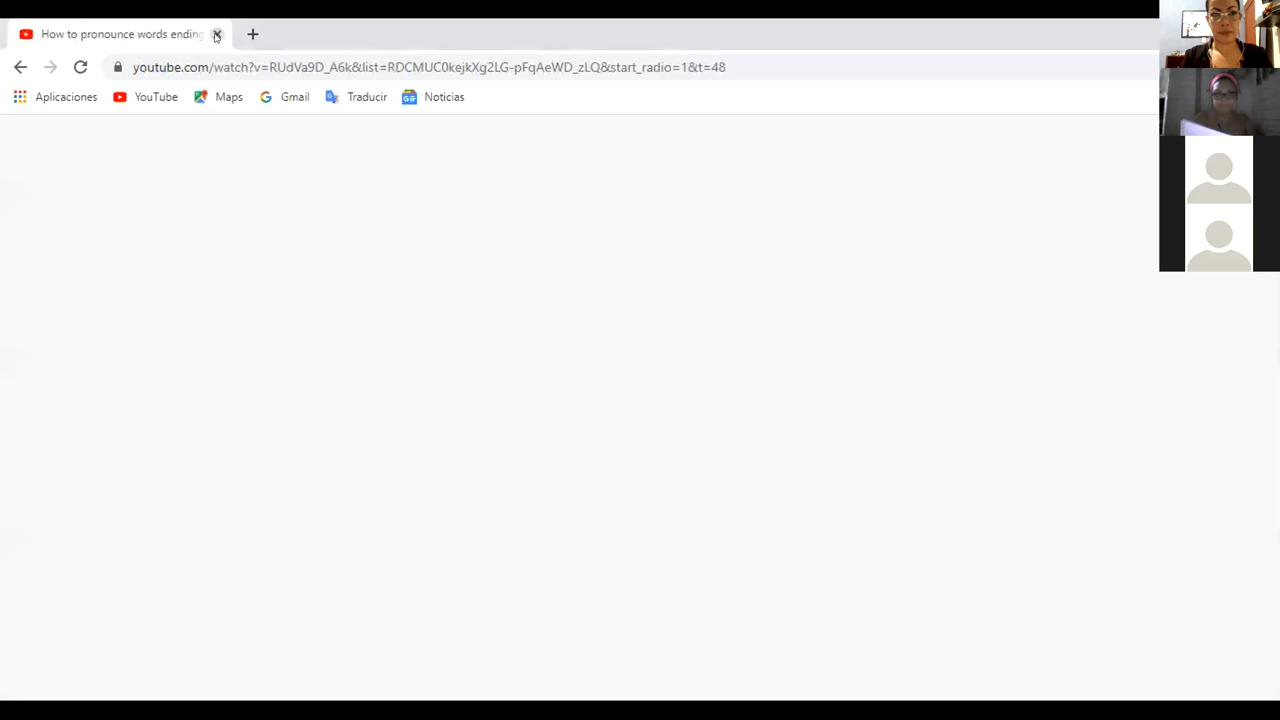 How to pronounce words ending
youtube.com/watch?v=RUdVa9D_A6k&list=RDCMUC0kejkXg2LG-pFqAeWD_zLQ&start_radio=1&t=48
Aplicaciones YouTube Maps Gmail Traducir Noticias